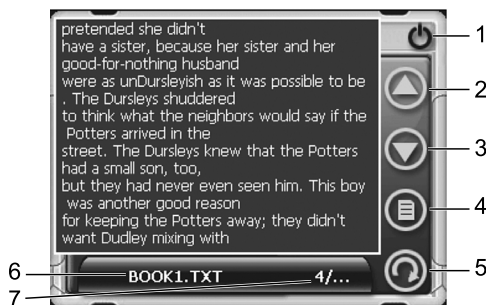 pretended she didn't
have a sister, because her sister and her
good-for-nothing husband
were as unDursleyish as it was possible to be
. The Dursleys shuddered
to think what the neighbors would say if the
Potters arrived in the
street. The Dursleys knew that the Potters
had a small son, too,
but they had never even seen him. This boy
was another good reason
for keeping the Potters away; they didn't
want Dudley mixing with
BOOK1.TXT 4/...
1
2
3
4
5
6
7